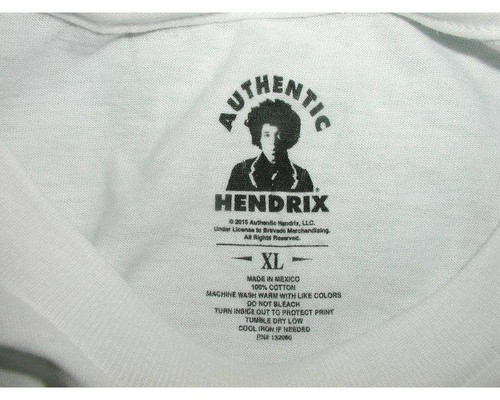 AUTHENTIC
HENDRIX
© 2015 Authentic Hendrix, LLC.
Under License to Bravado Merchandising.
All Rights Reserved.
XL
MADE IN MEXICO
100% COTTON
MACHINE WASH WARM WITH LIKE COLORS
DO NOT BLEACH
TURN INSIDE OUT TO PROTECT PRINT
TUMBLE DRY LOW
COOL IRON IF NEEDED